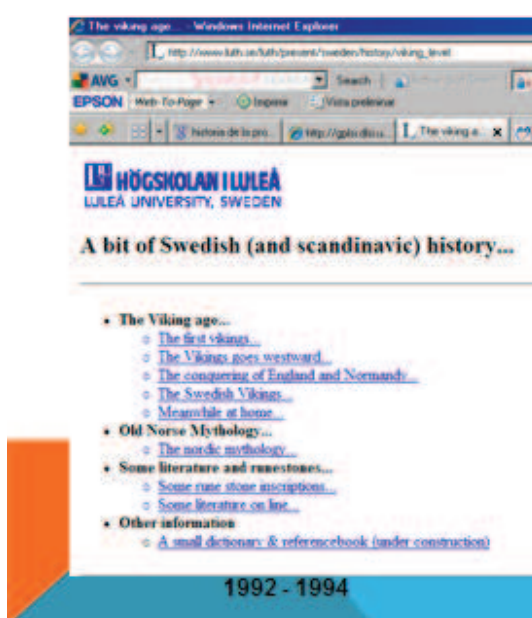 The viking age... - Windows Internet Explorer
http://www.luth.se/luth/present/sweden/history/viking_level
AVG Search
EPSON Web-To-Page Imprimir Vista preliminar
historia de la pro... The viking a... x
HÖGSKOLAN I LULEÅ
LULEÅ UNIVERSITY, SWEDEN
A bit of Swedish (and scandinavic) history...
The Viking age...
The first vikings...
The Vikings goes westward...
The conquering of England and Normandy...
The Swedish Vikings...
Meanwhile at home...
Old Norse Mythology...
The nordic mythology...
Some literature and runestones...
Some rune stone inscriptions...
Some literature on line...
Other information
A small dictionary & referencebook (under construction)
1992 - 1994